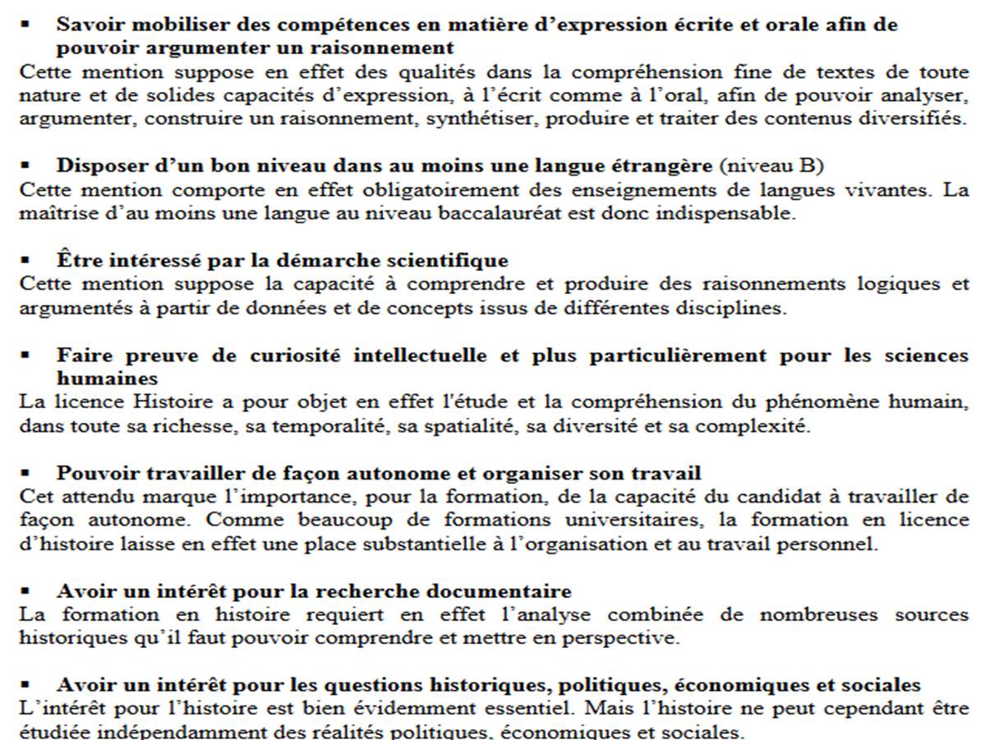 ▪ Savoir mobiliser des compétences en matière d’expression écrite et orale afin de
pouvoir argumenter un raisonnement
Cette mention suppose en effet des qualités dans la compréhension fine de textes de toute
nature et de solides capacités d’expression, à l’écrit comme à l’oral, afin de pouvoir analyser,
argumenter, construire un raisonnement, synthétiser, produire et traiter des contenus diversifiés.
▪ Disposer d’un bon niveau dans au moins une langue étrangère (niveau B)
Cette mention comporte en effet obligatoirement des enseignements de langues vivantes. La
maîtrise d’au moins une langue au niveau baccalauréat est donc indispensable.
▪ Être intéressé par la démarche scientifique
Cette mention suppose la capacité à comprendre et produire des raisonnements logiques et
argumentés à partir de données et de concepts issus de différentes disciplines.
▪ Faire preuve de curiosité intellectuelle et plus particulièrement pour les sciences
humaines
La licence Histoire a pour objet en effet l'étude et la compréhension du phénomène humain,
dans toute sa richesse, sa temporalité, sa spatialité, sa diversité et sa complexité.
▪ Pouvoir travailler de façon autonome et organiser son travail
Cet attendu marque l’importance, pour la formation, de la capacité du candidat à travailler de
façon autonome. Comme beaucoup de formations universitaires, la formation en licence
d’histoire laisse en effet une place substantielle à l’organisation et au travail personnel.
▪ Avoir un intérêt pour la recherche documentaire
La formation en histoire requiert en effet l’analyse combinée de nombreuses sources
historiques qu’il faut pouvoir comprendre et mettre en perspective.
▪ Avoir un intérêt pour les questions historiques, politiques, économiques et sociales
L’intérêt pour l’histoire est bien évidemment essentiel. Mais l’histoire ne peut cependant être
étudiée indépendamment des réalités politiques, économiques et sociales.